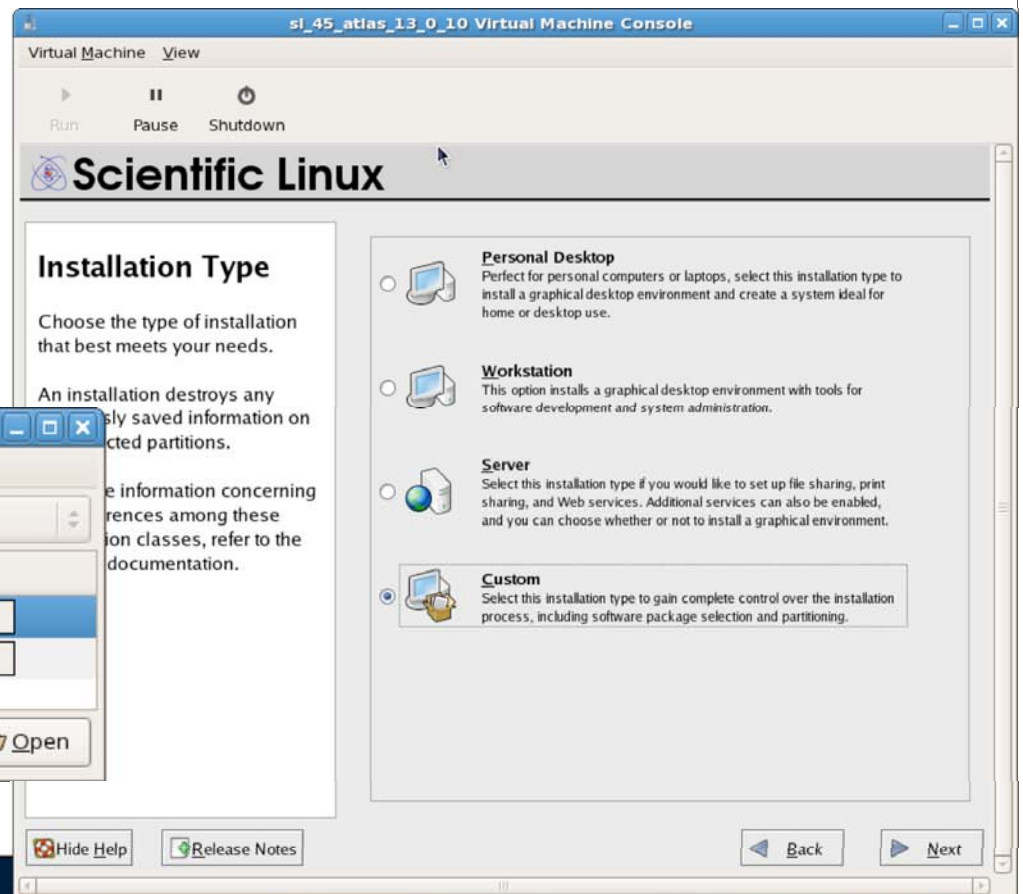 sl_45_atlas_13_0_10 Virtual Machine Console
Virtual Machine View
Run Pause Shutdown
Scientific Linux
Installation Type
Choose the type of installation
that best meets your needs.
An installation destroys any
sly saved information on
cted partitions.
e information concerning
rences among these
ion classes, refer to the
documentation.
Open
Personal Desktop
Perfect for personal computers or laptops, select this installation type to
install a graphical desktop environment and create a system ideal for
home or desktop use.
Workstation
This option installs a graphical desktop environment with tools for
software development and system administration.
Server
Select this installation type if you would like to set up file sharing, print
sharing, and Web services. Additional services can also be enabled,
and you can choose whether or not to install a graphical environment.
Custom
Select this installation type to gain complete control over the installation
process, including software package selection and partitioning.
Hide Help
Release Notes
Back
Next